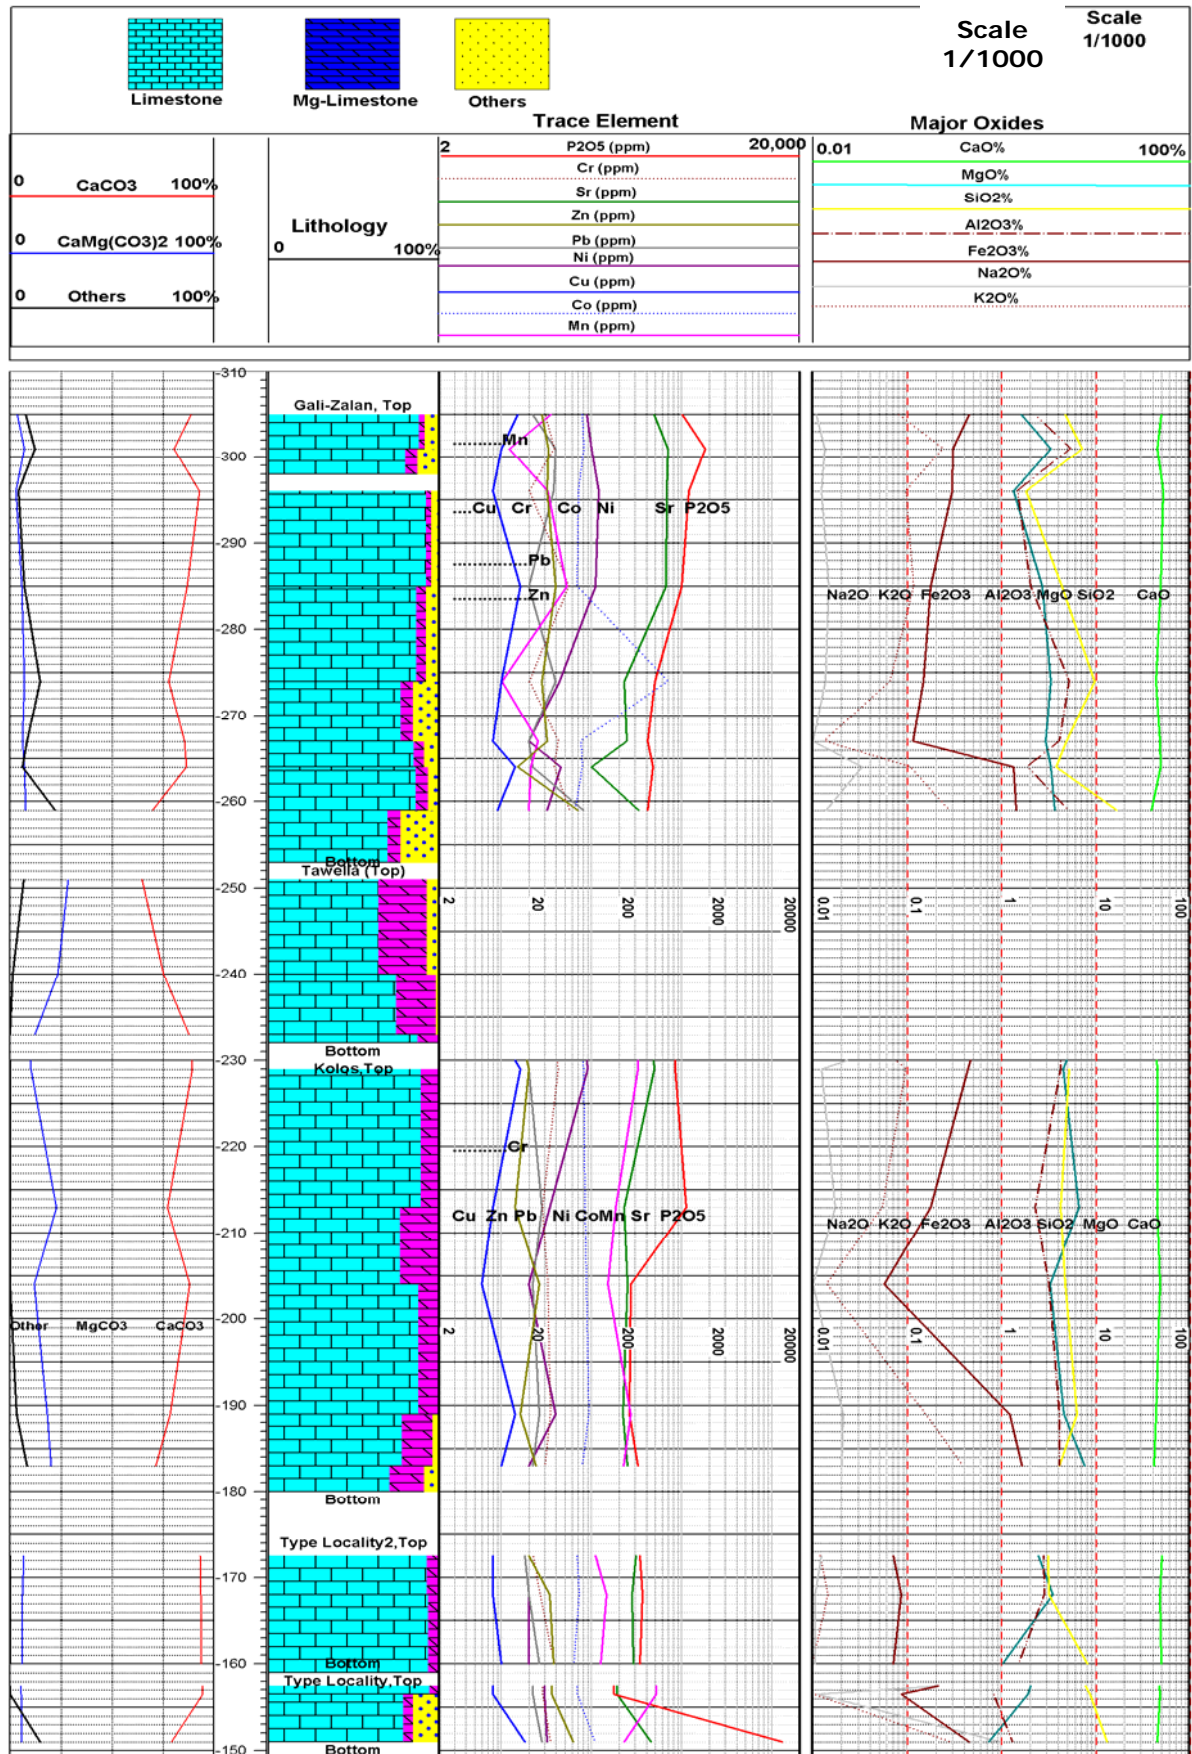 Scale
1/1000
Scale
1/1000
Limestone
Mg-Limestone
Others
Trace Element
Major Oxides
0 CaCO3 100%
0 CaMg(CO3)2 100%
0 Others 100%
Lithology
0 100%
2 P2O5 (ppm) 20,000
Cr (ppm)
Sr (ppm)
Zn (ppm)
Pb (ppm)
Ni (ppm)
Cu (ppm)
Co (ppm)
Mn (ppm)
0.01 CaO% 100%
MgO%
SiO2%
Al2O3%
Fe2O3%
Na2O%
K2O%
-310
Gali-Zalan, Top
Mn
-300
Cu Cr Co Ni Sr P2O5
-290
Pb
Zn
Na2O K2O Fe2O3 Al2O3 MgO SiO2 CaO
-280
-270
-260
Bottom
Tawella (Top)
-250
2 20 200 2000 20000
0.01 0.1 1 10 100
-240
Bottom
-230
Kolos,Top
-220
Cr
Cu Zn Pb Ni Co Mn Sr P2O5
Na2O K2O Fe2O3 Al2O3 SiO2 MgO CaO
-210
-200
Other MgCO3 CaCO3
2 20 200 2000 20000
0.01 0.1 1 10 100
-190
-180
Bottom
Type Locality2,Top
-170
-160
Bottom
Type Locality,Top
-150
Bottom